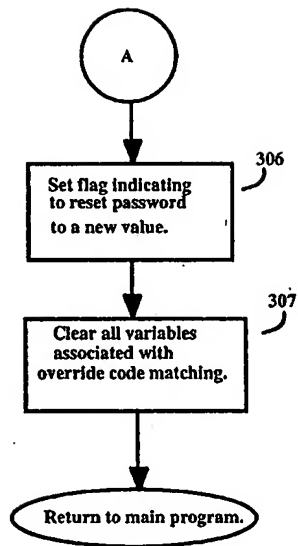 A
306
Set flag indicating
to reset password
to a new value.
307
Clear all variables
associated with
override code matching.
Return to main program.